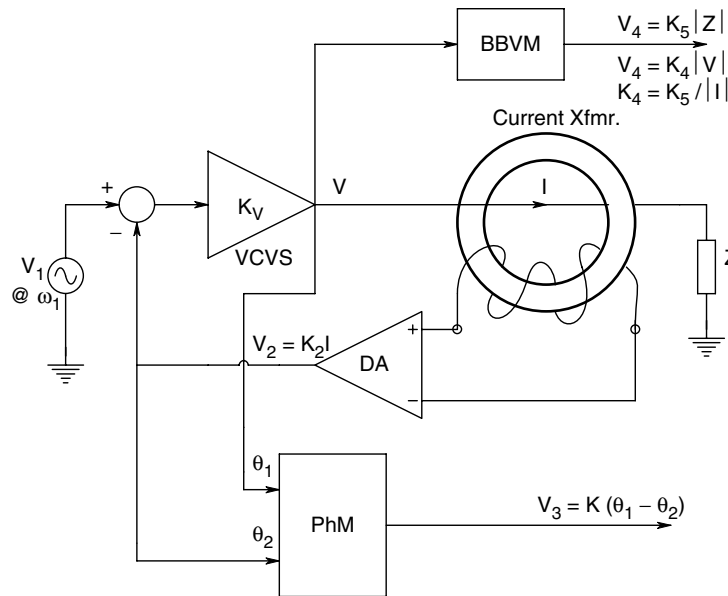 BBVM
V₄ = K₅|Z|
V₄ = K₄|V|
K₄ = K₅/|I|
Current Xfmr.
+
−
K_V
VCVS
V
I
Z
V₁
@ ω₁
V₂ = K₂I
DA
+
−
θ₁
θ₂
PhM
V₃ = K (θ₁ − θ₂)